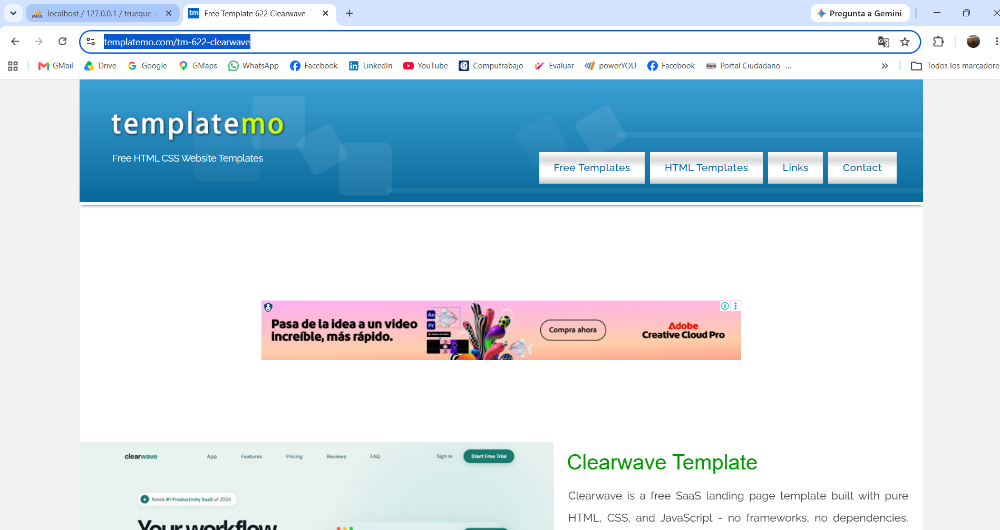 localhost / 127.0.0.1 / trueque_
Free Template 622 Clearwave
Pregunta a Gemini
templatemo.com/tm-622-clearwave
GMail
Drive
Google
GMaps
WhatsApp
Facebook
LinkedIn
YouTube
Computrabajo
Evaluar
powerYOU
Facebook
Portal Ciudadano -...
Todos los marcadore
templatemo
Free HTML CSS Website Templates
Free Templates
HTML Templates
Links
Contact
Pasa de la idea a un video
increíble, más rápido.
Ae
Pr
Compra ahora
Adobe
Creative Cloud Pro
clearwave
App
Features
Pricing
Reviews
FAQ
Sign in
Start Free Trial
Rated #1 Productivity SaaS of 2024
Your workflow
Clearwave Template
Clearwave is a free SaaS landing page template built with pure
HTML, CSS, and JavaScript - no frameworks, no dependencies.